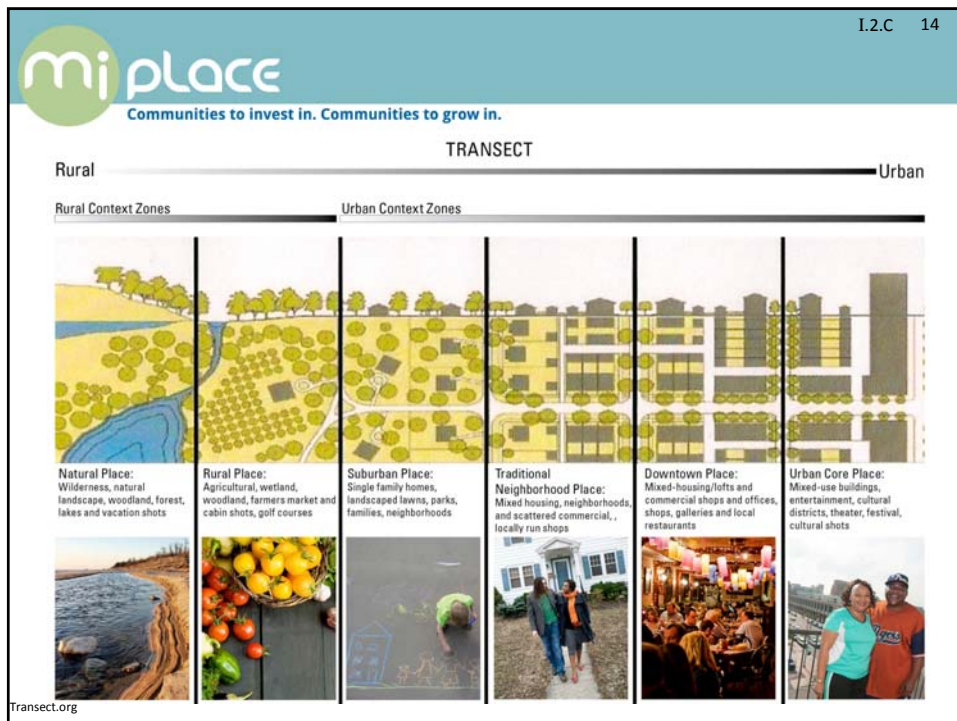 I.2.C 14
mi place
Communities to invest in. Communities to grow in.
TRANSECT
Rural Urban
Rural Context Zones Urban Context Zones
Natural Place:
Wilderness, natural
landscape, woodland, forest,
lakes and vacation shots
Rural Place:
Agricultural, wetland,
woodland, farmers market and
cabin shots, golf courses
Suburban Place:
Single family homes,
landscaped lawns, parks,
families, neighborhoods
Traditional
Neighborhood Place:
Mixed housing, neighborhoods,
and scattered commercial, ,
locally run shops
Downtown Place:
Mixed-housing/lofts and
commercial shops and offices,
shops, galleries and local
restaurants
Urban Core Place:
Mixed-use buildings,
entertainment, cultural
districts, theater, festival,
cultural shots
Transect.org